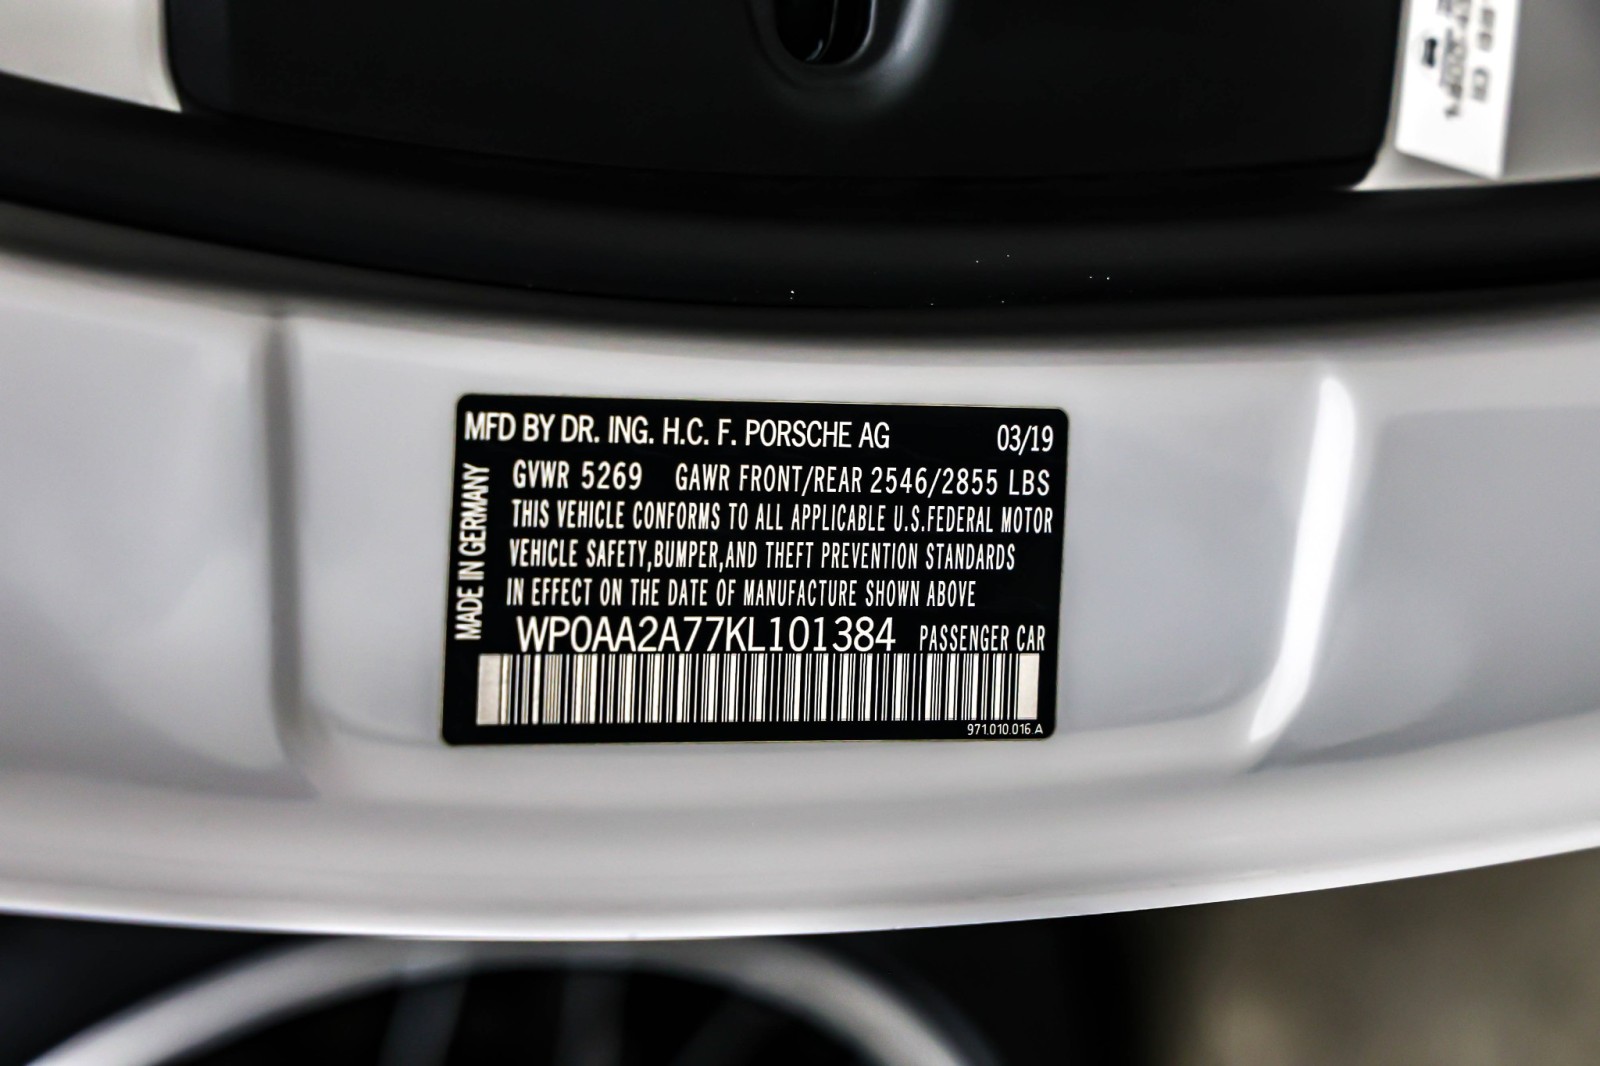 MFD BY DR. ING. H.C. F. PORSCHE AG 03/19
MADE IN GERMANY
GVWR 5269 GAWR FRONT/REAR 2546/2855 LBS
THIS VEHICLE CONFORMS TO ALL APPLICABLE U.S.FEDERAL MOTOR
VEHICLE SAFETY,BUMPER,AND THEFT PREVENTION STANDARDS
IN EFFECT ON THE DATE OF MANUFACTURE SHOWN ABOVE
WP0AA2A77KL101384 PASSENGER CAR
971.010.016.A